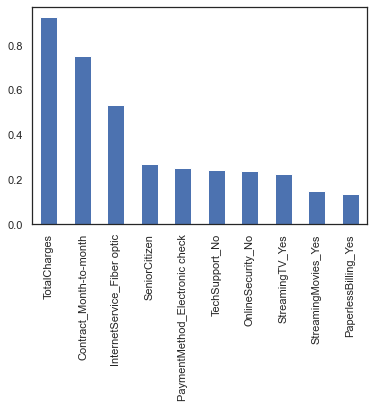 0.8
0.6
0.4
0.2
0.0
TotalCharges
Contract_Month-to-month
InternetService_Fiber optic
SeniorCitizen
PaymentMethod_Electronic check
TechSupport_No
OnlineSecurity_No
StreamingTV_Yes
StreamingMovies_Yes
PaperlessBilling_Yes